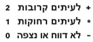 + לעיתים קרובות 2
* לעיתים רחוקות 1
- לא דווח או נצפה 0